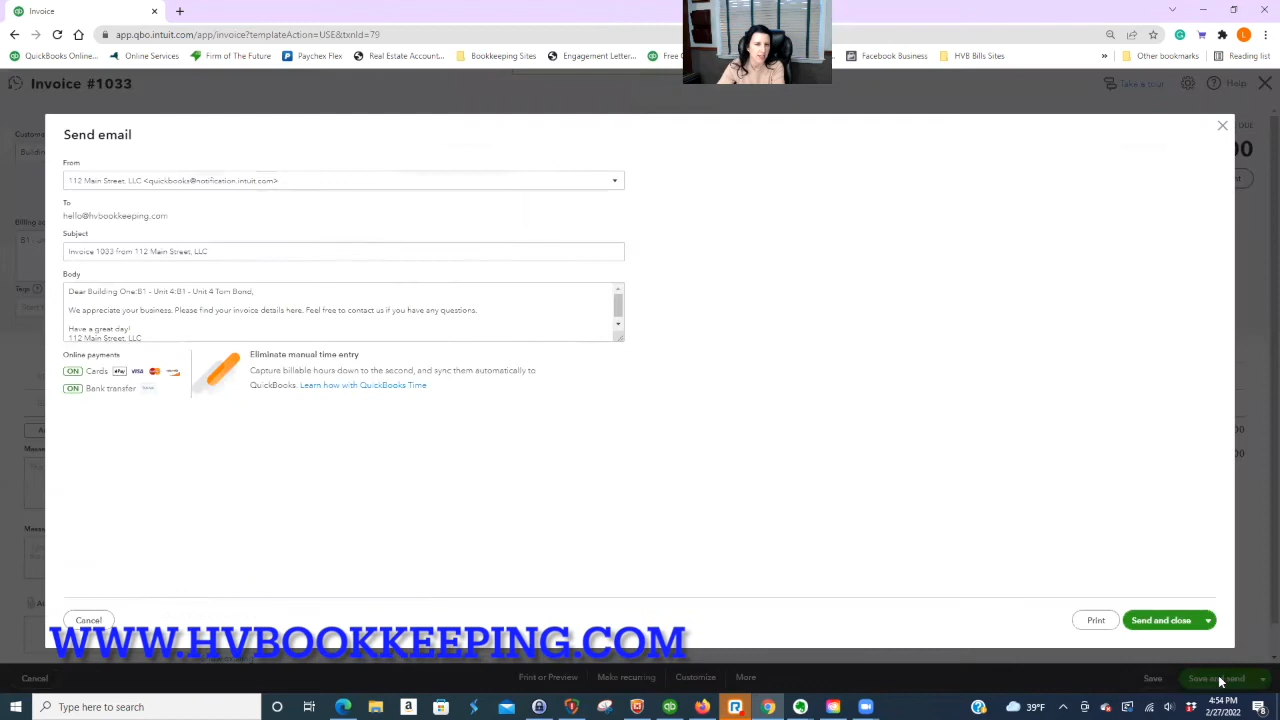 Invoice
qbo.intuit.com/app/invoice?
QuickBooks Online...
Online Services
Firm of The Future
Paypal
Payment Request Ex...
Real Estate Account...
Bookkeeping Sites
Engagement Letter...
Facebook Business
HVB Bills Sites
Other bookmarks
Reading list
Invoice #1033
Take a tour
Help
Send email
From
112 Main Street, LLC <quickbooks@notification.intuit.com>
To
hello@hvbookkeeping.com
Subject
Invoice 1033 from 112 Main Street, LLC
Body
Dear Building One:B1 - Unit 4:B1 - Unit 4 Tom Bond,
We appreciate your business. Please find your invoice details here. Feel free to contact us if you have any questions.
Have a great day!
112 Main Street, LLC
Online payments
ON Cards
ON Bank transfer
Eliminate manual time entry
Capture billable hours down to the second, and sync them automatically to
QuickBooks. Learn how with QuickBooks Time
Cancel
Print
Send and close
WWW.HVBOOKKEEPING.COM
Cancel
Print or Preview
Make recurring
Customize
More
Save
Save and send
Type here to search
39°F
4:54 PM
2/27/2022